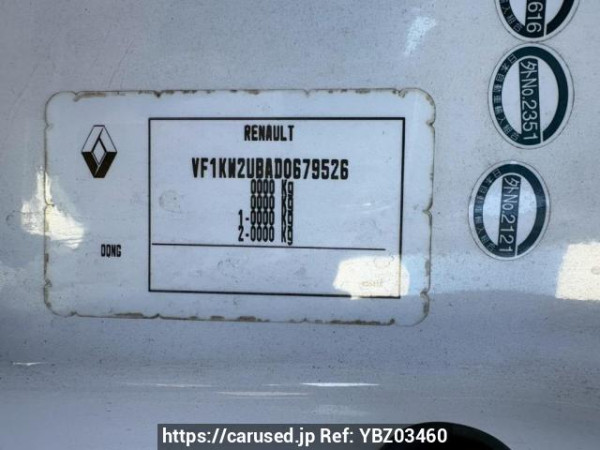 616
外No.2351
外No.2121
RENAULT
VF1KW2UBAD0679526
0000 KG
0000 KG
1-0000 KG
2-0000 KG
DONG
https://carused.jp Ref: YBZ03460